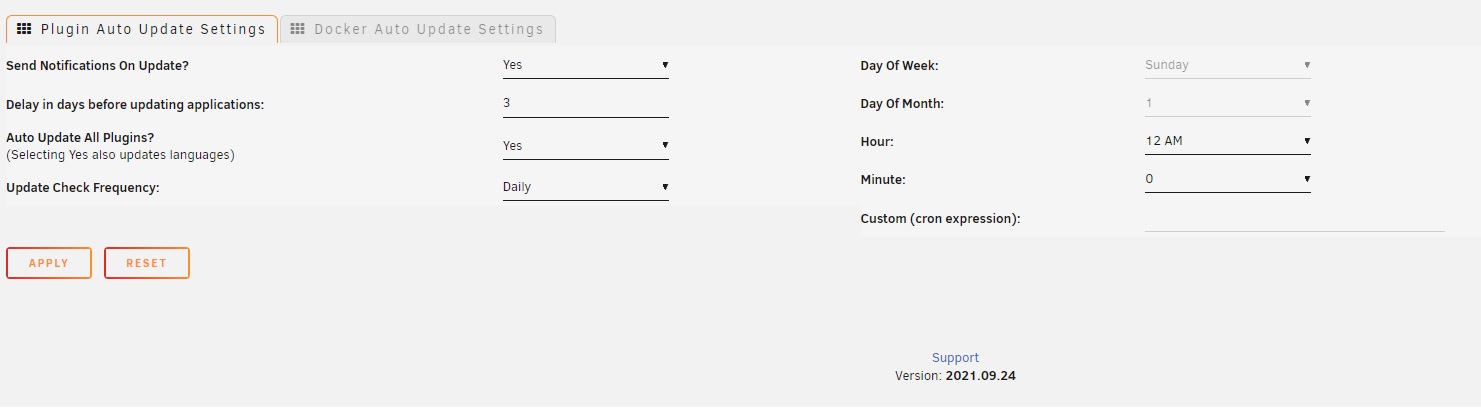 Plugin Auto Update Settings
Docker Auto Update Settings
Send Notifications On Update?
Yes
Delay in days before updating applications:
3
Auto Update All Plugins?
(Selecting Yes also updates languages)
Yes
Update Check Frequency:
Daily
Day Of Week:
Sunday
Day Of Month:
1
Hour:
12 AM
Minute:
0
Custom (cron expression):
APPLY
RESET
Support
Version: 2021.09.24